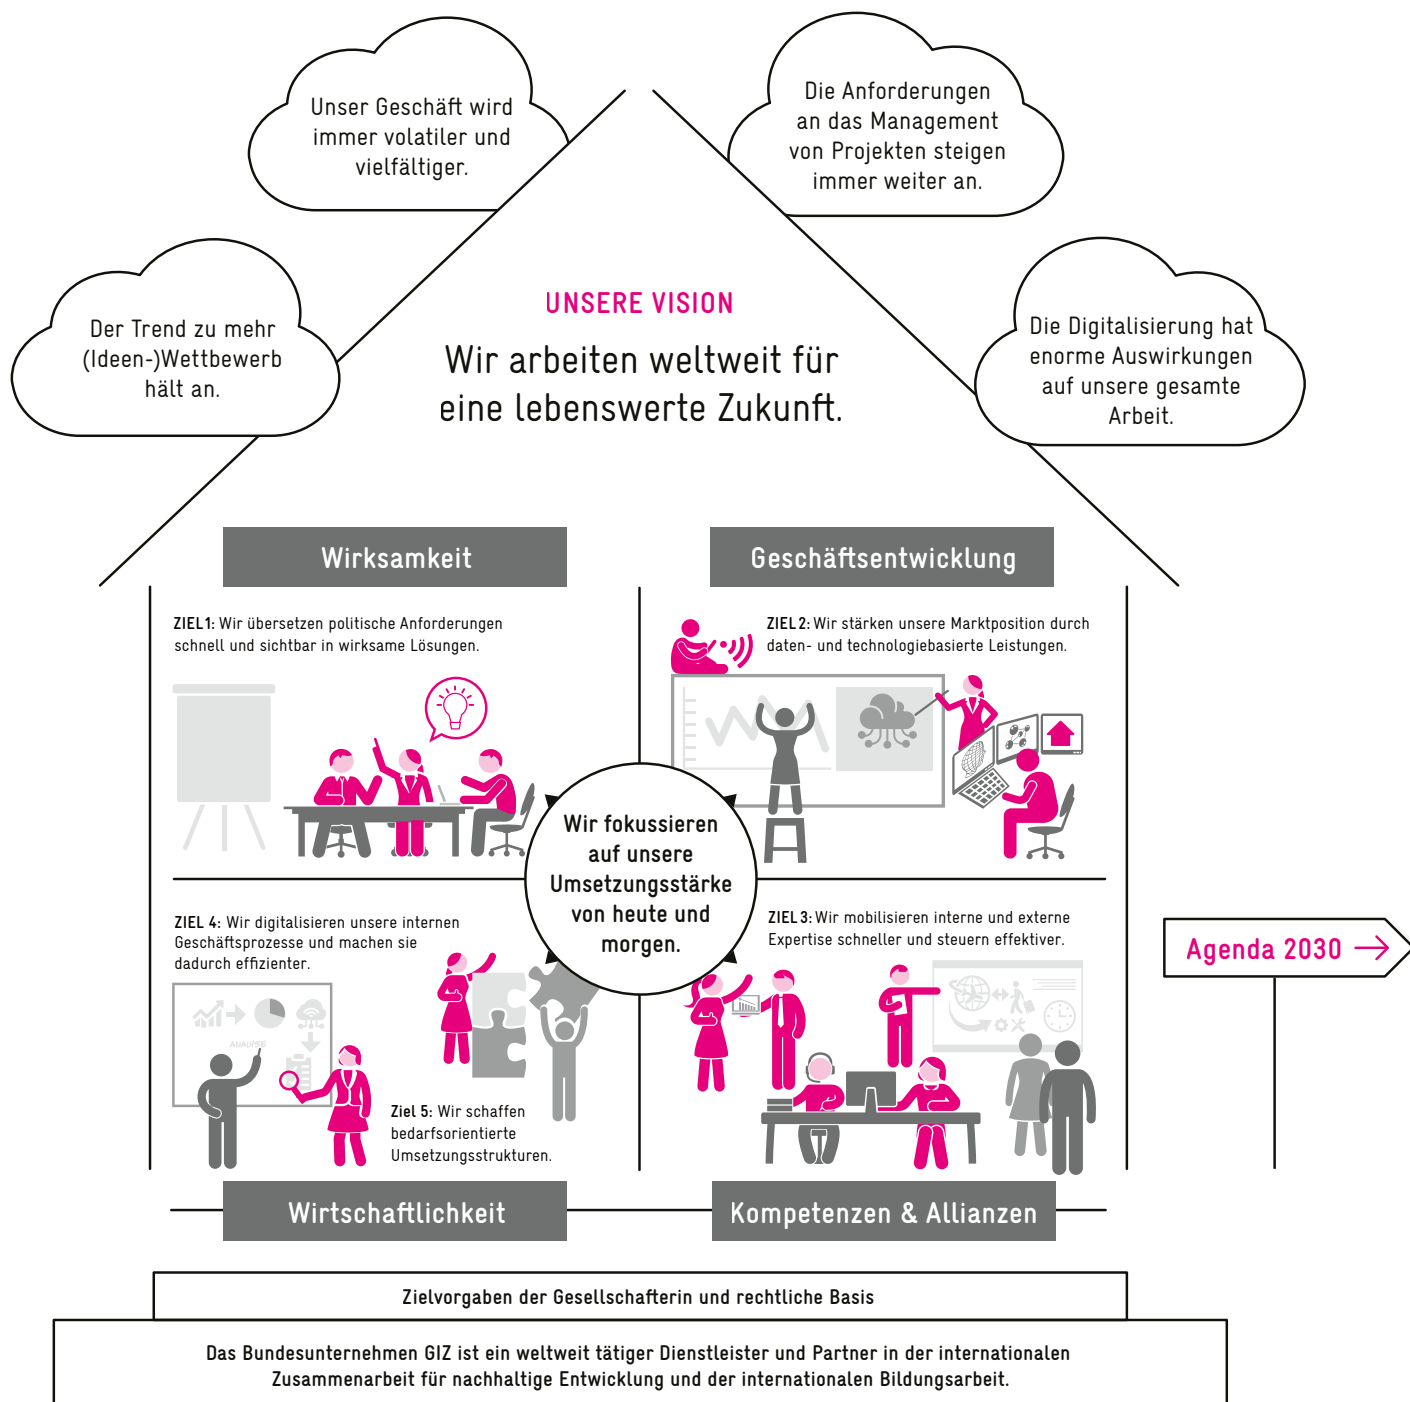 Unser Geschäft wird
immer volatiler und
vielfältiger.
Die Anforderungen
an das Management
von Projekten steigen
immer weiter an.
Der Trend zu mehr
(Ideen-)Wettbewerb
hält an.
UNSERE VISION
Wir arbeiten weltweit für
eine lebenswerte Zukunft.
Die Digitalisierung hat
enorme Auswirkungen
auf unsere gesamte
Arbeit.
Wirksamkeit
Geschäftsentwicklung
ZIEL 1: Wir übersetzen politische Anforderungen
schnell und sichtbar in wirksame Lösungen.
ZIEL 2: Wir stärken unsere Marktposition durch
daten- und technologiebasierte Leistungen.
Wir fokussieren
auf unsere
Umsetzungsstärke
von heute und
morgen.
ZIEL 4: Wir digitalisieren unsere internen
Geschäftsprozesse und machen sie
dadurch effizienter.
ANALYSE
Ziel 5: Wir schaffen
bedarfsorientierte
Umsetzungsstrukturen.
ZIEL 3: Wir mobilisieren interne und externe
Expertise schneller und steuern effektiver.
Agenda 2030
Wirtschaftlichkeit
Kompetenzen & Allianzen
Zielvorgaben der Gesellschafterin und rechtliche Basis
Das Bundesunternehmen GIZ ist ein weltweit tätiger Dienstleister und Partner in der internationalen
Zusammenarbeit für nachhaltige Entwicklung und der internationalen Bildungsarbeit.